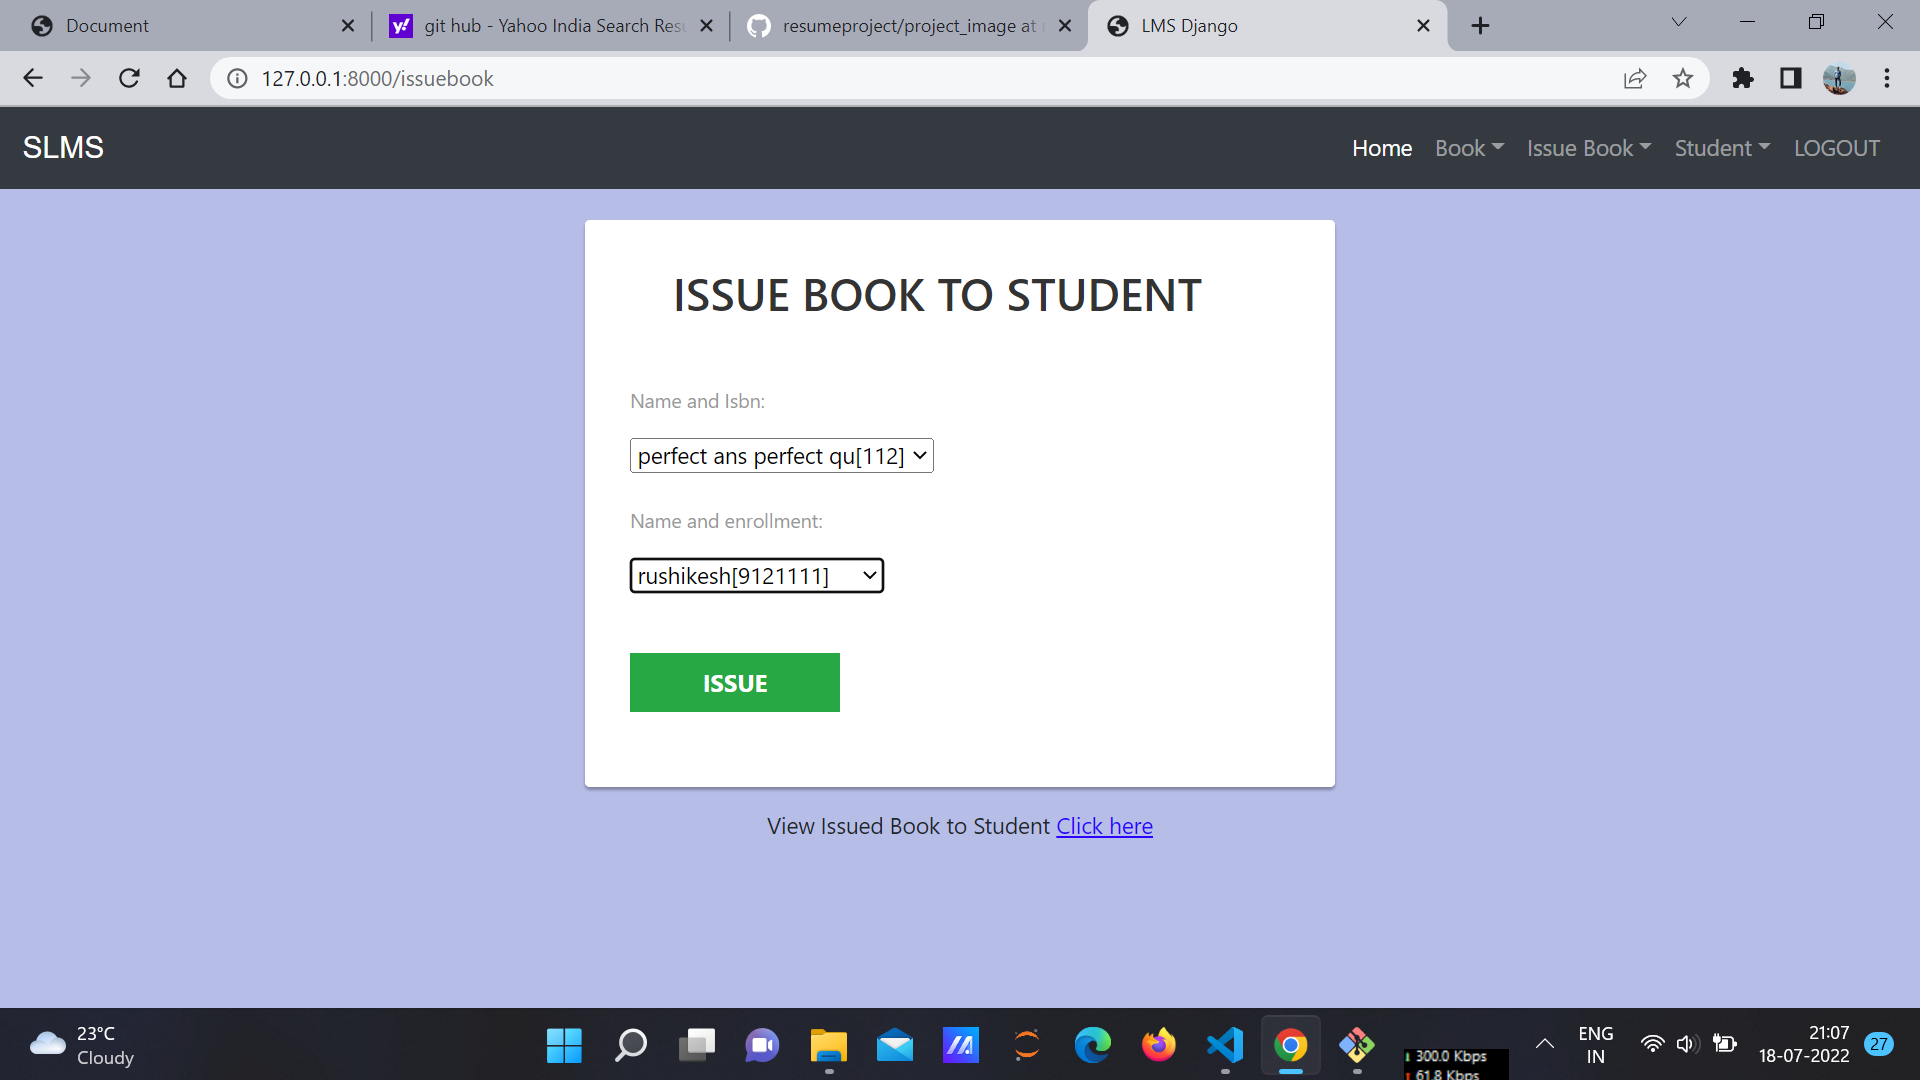 Document
git hub - Yahoo India Search Resu
resumeproject/project_image at
LMS Django
127.0.0.1:8000/issuebook
SLMS
Home
Book
Issue Book
Student
LOGOUT
ISSUE BOOK TO STUDENT
Name and Isbn:
perfect ans perfect qu[112]
Name and enrollment:
rushikesh[9121111]
ISSUE
View Issued Book to Student Click here
23°C
Cloudy
300.0 Kbps
61.8 Kbps
ENG
IN
21:07
18-07-2022
27